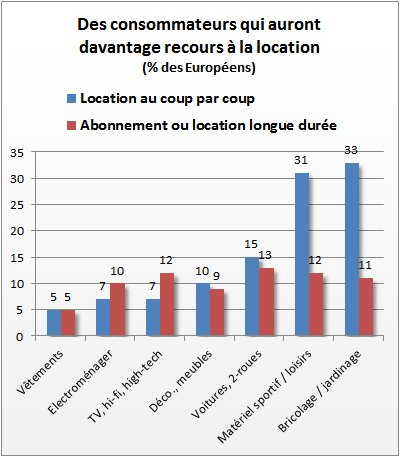 Des consommateurs qui auront
davantage recours à la location
(% des Européens)
Location au coup par coup
Abonnement ou location longue durée
35
30
25
20
15
10
5
0
5 5
7 10
7 12
10 9
15 13
31 12
33 11
Vêtements
Electroménager
TV, hi-fi, high-tech
Déco., meubles
Voitures, 2-roues
Matériel sportif / loisirs
Bricolage / jardinage